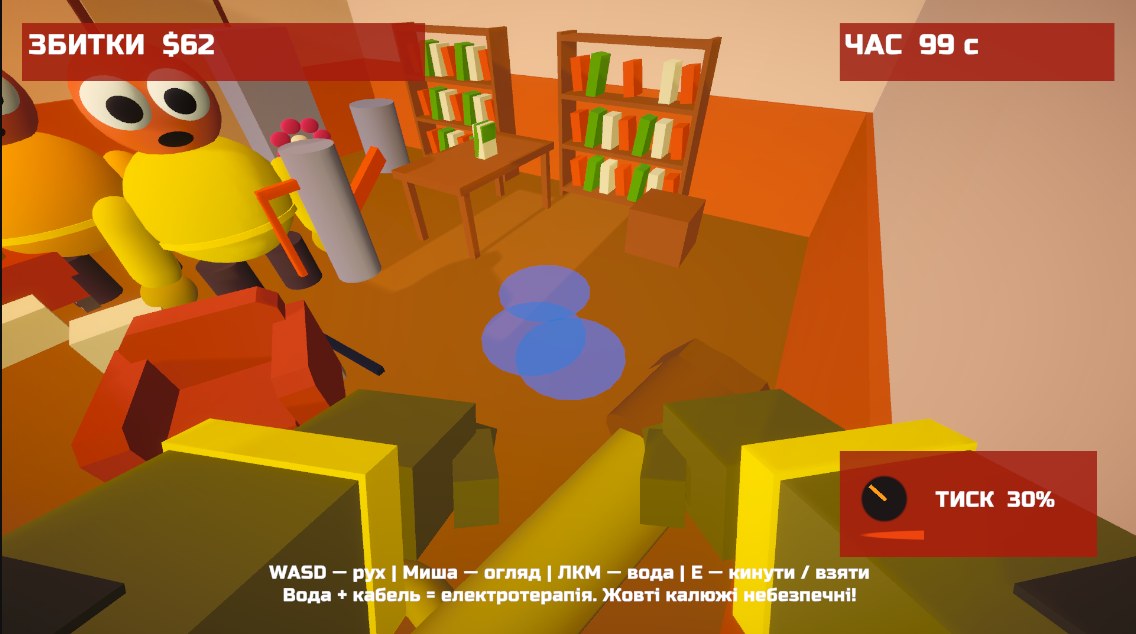 ЗБИТКИ $62
ЧАС 99 с
ТИСК 30%
WASD — рух | Миша — огляд | ЛКМ — вода | E — кинути / взяти
Вода + кабель = електротерапія. Жовті калюжі небезпечні!